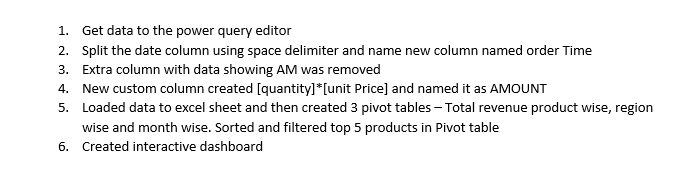 1. Get data to the power query editor
2. Split the date column using space delimiter and name new column named order Time
3. Extra column with data showing AM was removed
4. New custom column created [quantity]*[unit Price] and named it as AMOUNT
5. Loaded data to excel sheet and then created 3 pivot tables – Total revenue product wise, region
wise and month wise. Sorted and filtered top 5 products in Pivot table
6. Created interactive dashboard